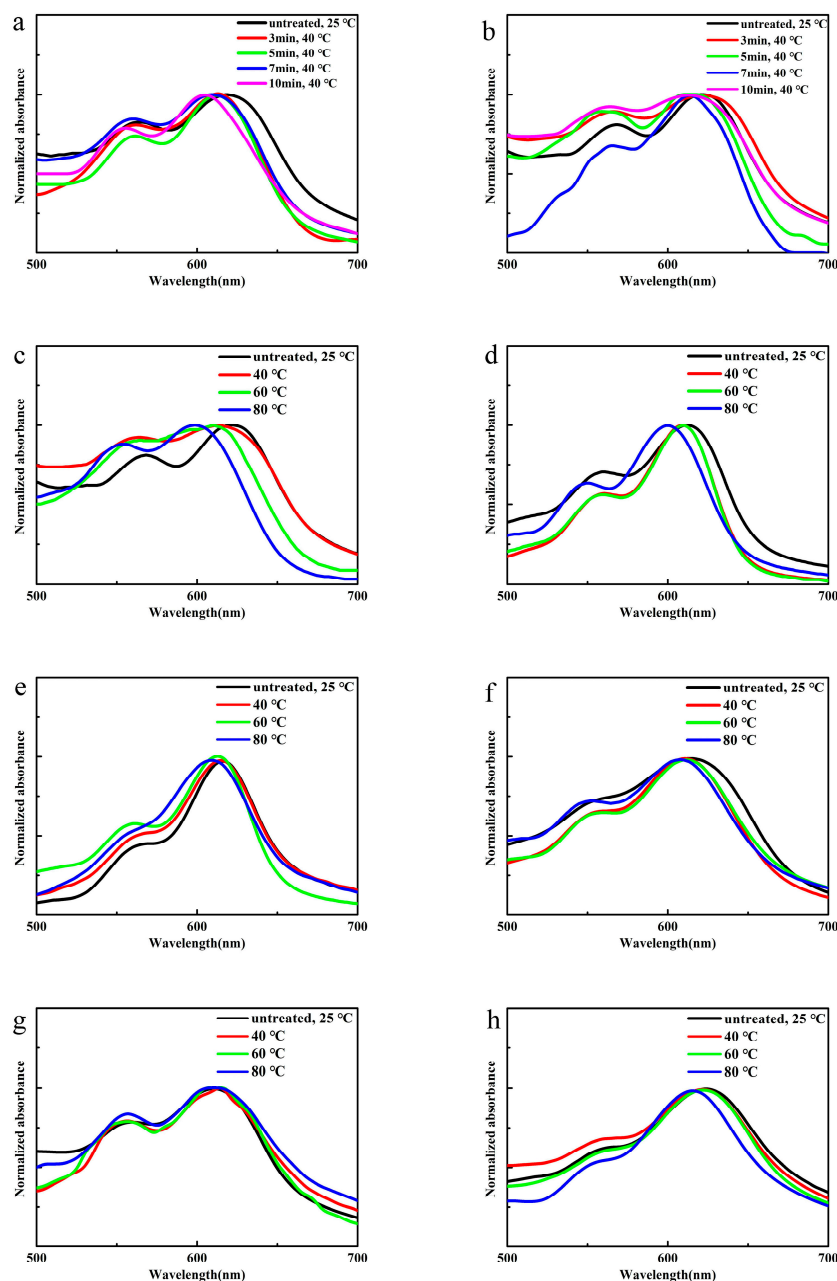 a
untreated, 25 °C
3min, 40 °C
5min, 40 °C
7min, 40 °C
10min, 40 °C
Normalized absorbance
500 600 700
Wavelength(nm)
b
untreated, 25 °C
3min, 40 °C
5min, 40 °C
7min, 40 °C
10min, 40 °C
Normalized absorbance
500 600 700
Wavelength(nm)
c
untreated, 25 °C
40 °C
60 °C
80 °C
Normalized absorbance
500 600 700
Wavelength(nm)
d
untreated, 25 °C
40 °C
60 °C
80 °C
Normalized absorbance
500 600 700
Wavelength(nm)
e
untreated, 25 °C
40 °C
60 °C
80 °C
Normalized absorbance
500 600 700
Wavelength(nm)
f
untreated, 25 °C
40 °C
60 °C
80 °C
Normalized absorbance
500 600 700
Wavelength(nm)
g
untreated, 25 °C
40 °C
60 °C
80 °C
Normalized absorbance
500 600 700
Wavelength(nm)
h
untreated, 25 °C
40 °C
60 °C
80 °C
Normalized absorbance
500 600 700
Wavelength(nm)